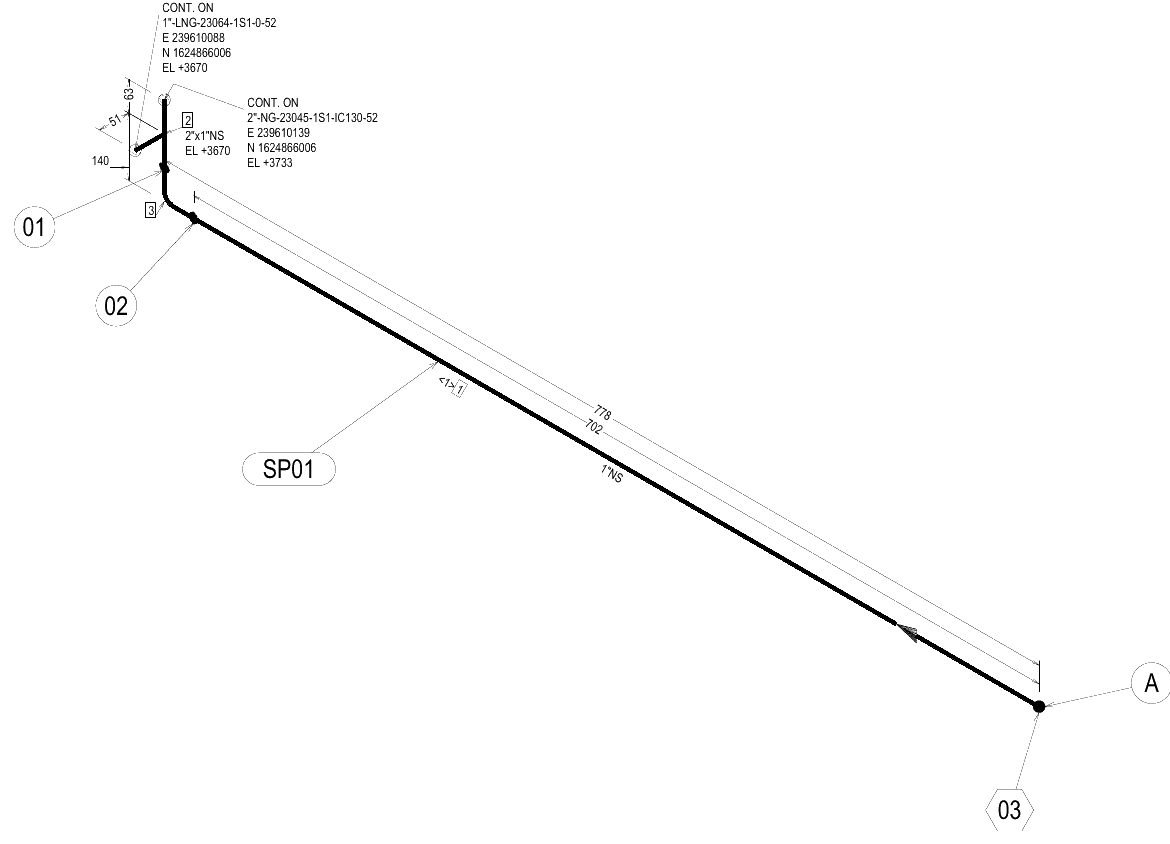 CONT. ON
1"-LNG-23064-1S1-0-52
E 239610088
N 1624866006
EL +3670
CONT. ON
2"-NG-23045-1S1-IC130-52
E 239610139
N 1624866006
EL +3733
63
51
2
2"x1"NS
EL +3670
140
01
3
02
<1>1
778
702
1"NS
SP01
A
03